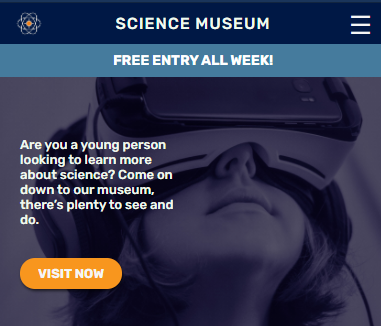 SCIENCE MUSEUM
FREE ENTRY ALL WEEK!
Are you a young person
looking to learn more
about science? Come on
down to our museum,
there's plenty to see and
do.
VISIT NOW